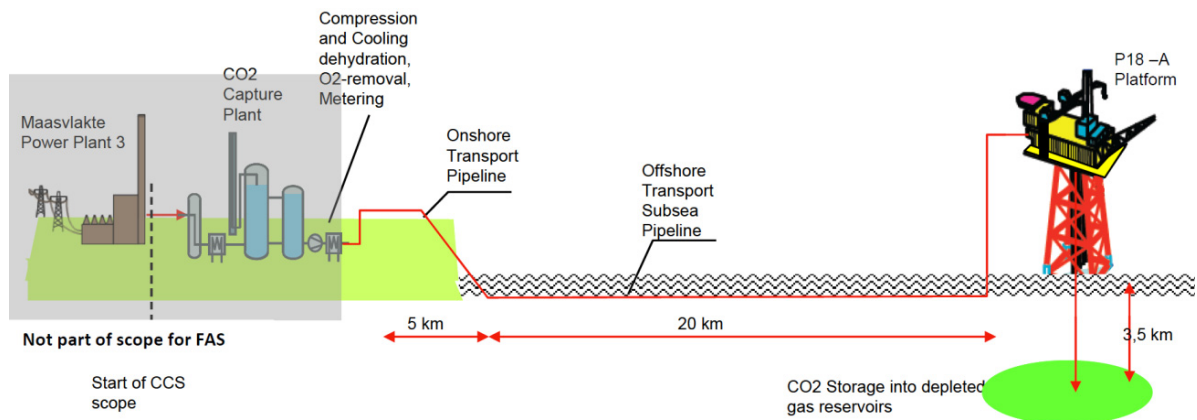 Compression
and Cooling
dehydration,
O2-removal,
Metering
CO2
Capture
Plant
Maasvlakte
Power Plant 3
Onshore
Transport
Pipeline
Offshore
Transport
Subsea
Pipeline
P18 –A
Platform
5 km
20 km
3,5 km
Not part of scope for FAS
Start of CCS
scope
CO2 Storage into depleted
gas reservoirs